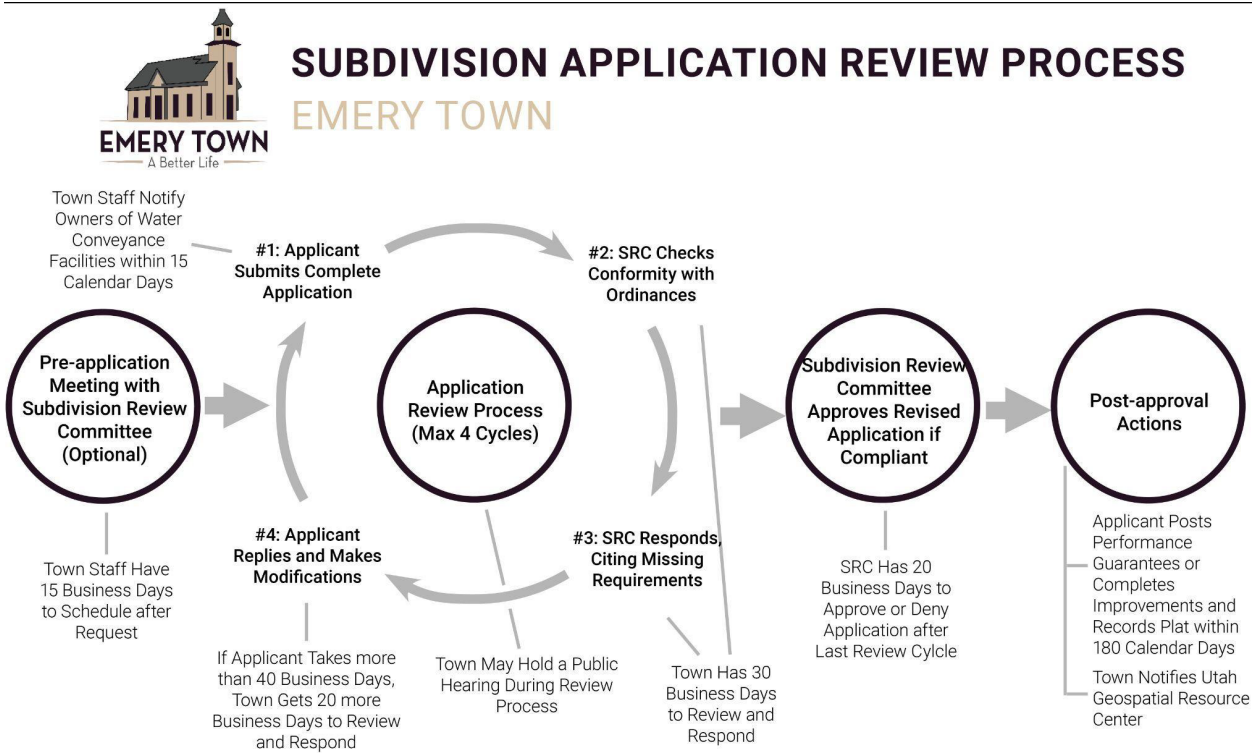 EMERY TOWN
A Better Life
SUBDIVISION APPLICATION REVIEW PROCESS
EMERY TOWN
Town Staff Notify
Owners of Water
Conveyance
Facilities within 15
Calendar Days
#1: Applicant
Submits Complete
Application
#2: SRC Checks
Conformity with
Ordinances
Pre-application
Meeting with
Subdivision Review
Committee
(Optional)
Application
Review Process
(Max 4 Cycles)
Subdivision Review
Committee
Approves Revised
Application if
Compliant
Post-approval
Actions
#4: Applicant
Replies and Makes
Modifications
#3: SRC Responds,
Citing Missing
Requirements
Town Staff Have
15 Business Days
to Schedule after
Request
If Applicant Takes more
than 40 Business Days,
Town Gets 20 more
Business Days to Review
and Respond
Town May Hold a Public
Hearing During Review
Process
Town Has 30
Business Days
to Review and
Respond
SRC Has 20
Business Days to
Approve or Deny
Application after
Last Review Cylcle
Applicant Posts
Performance
Guarantees or
Completes
Improvements and
Records Plat within
180 Calendar Days
Town Notifies Utah
Geospatial Resource
Center